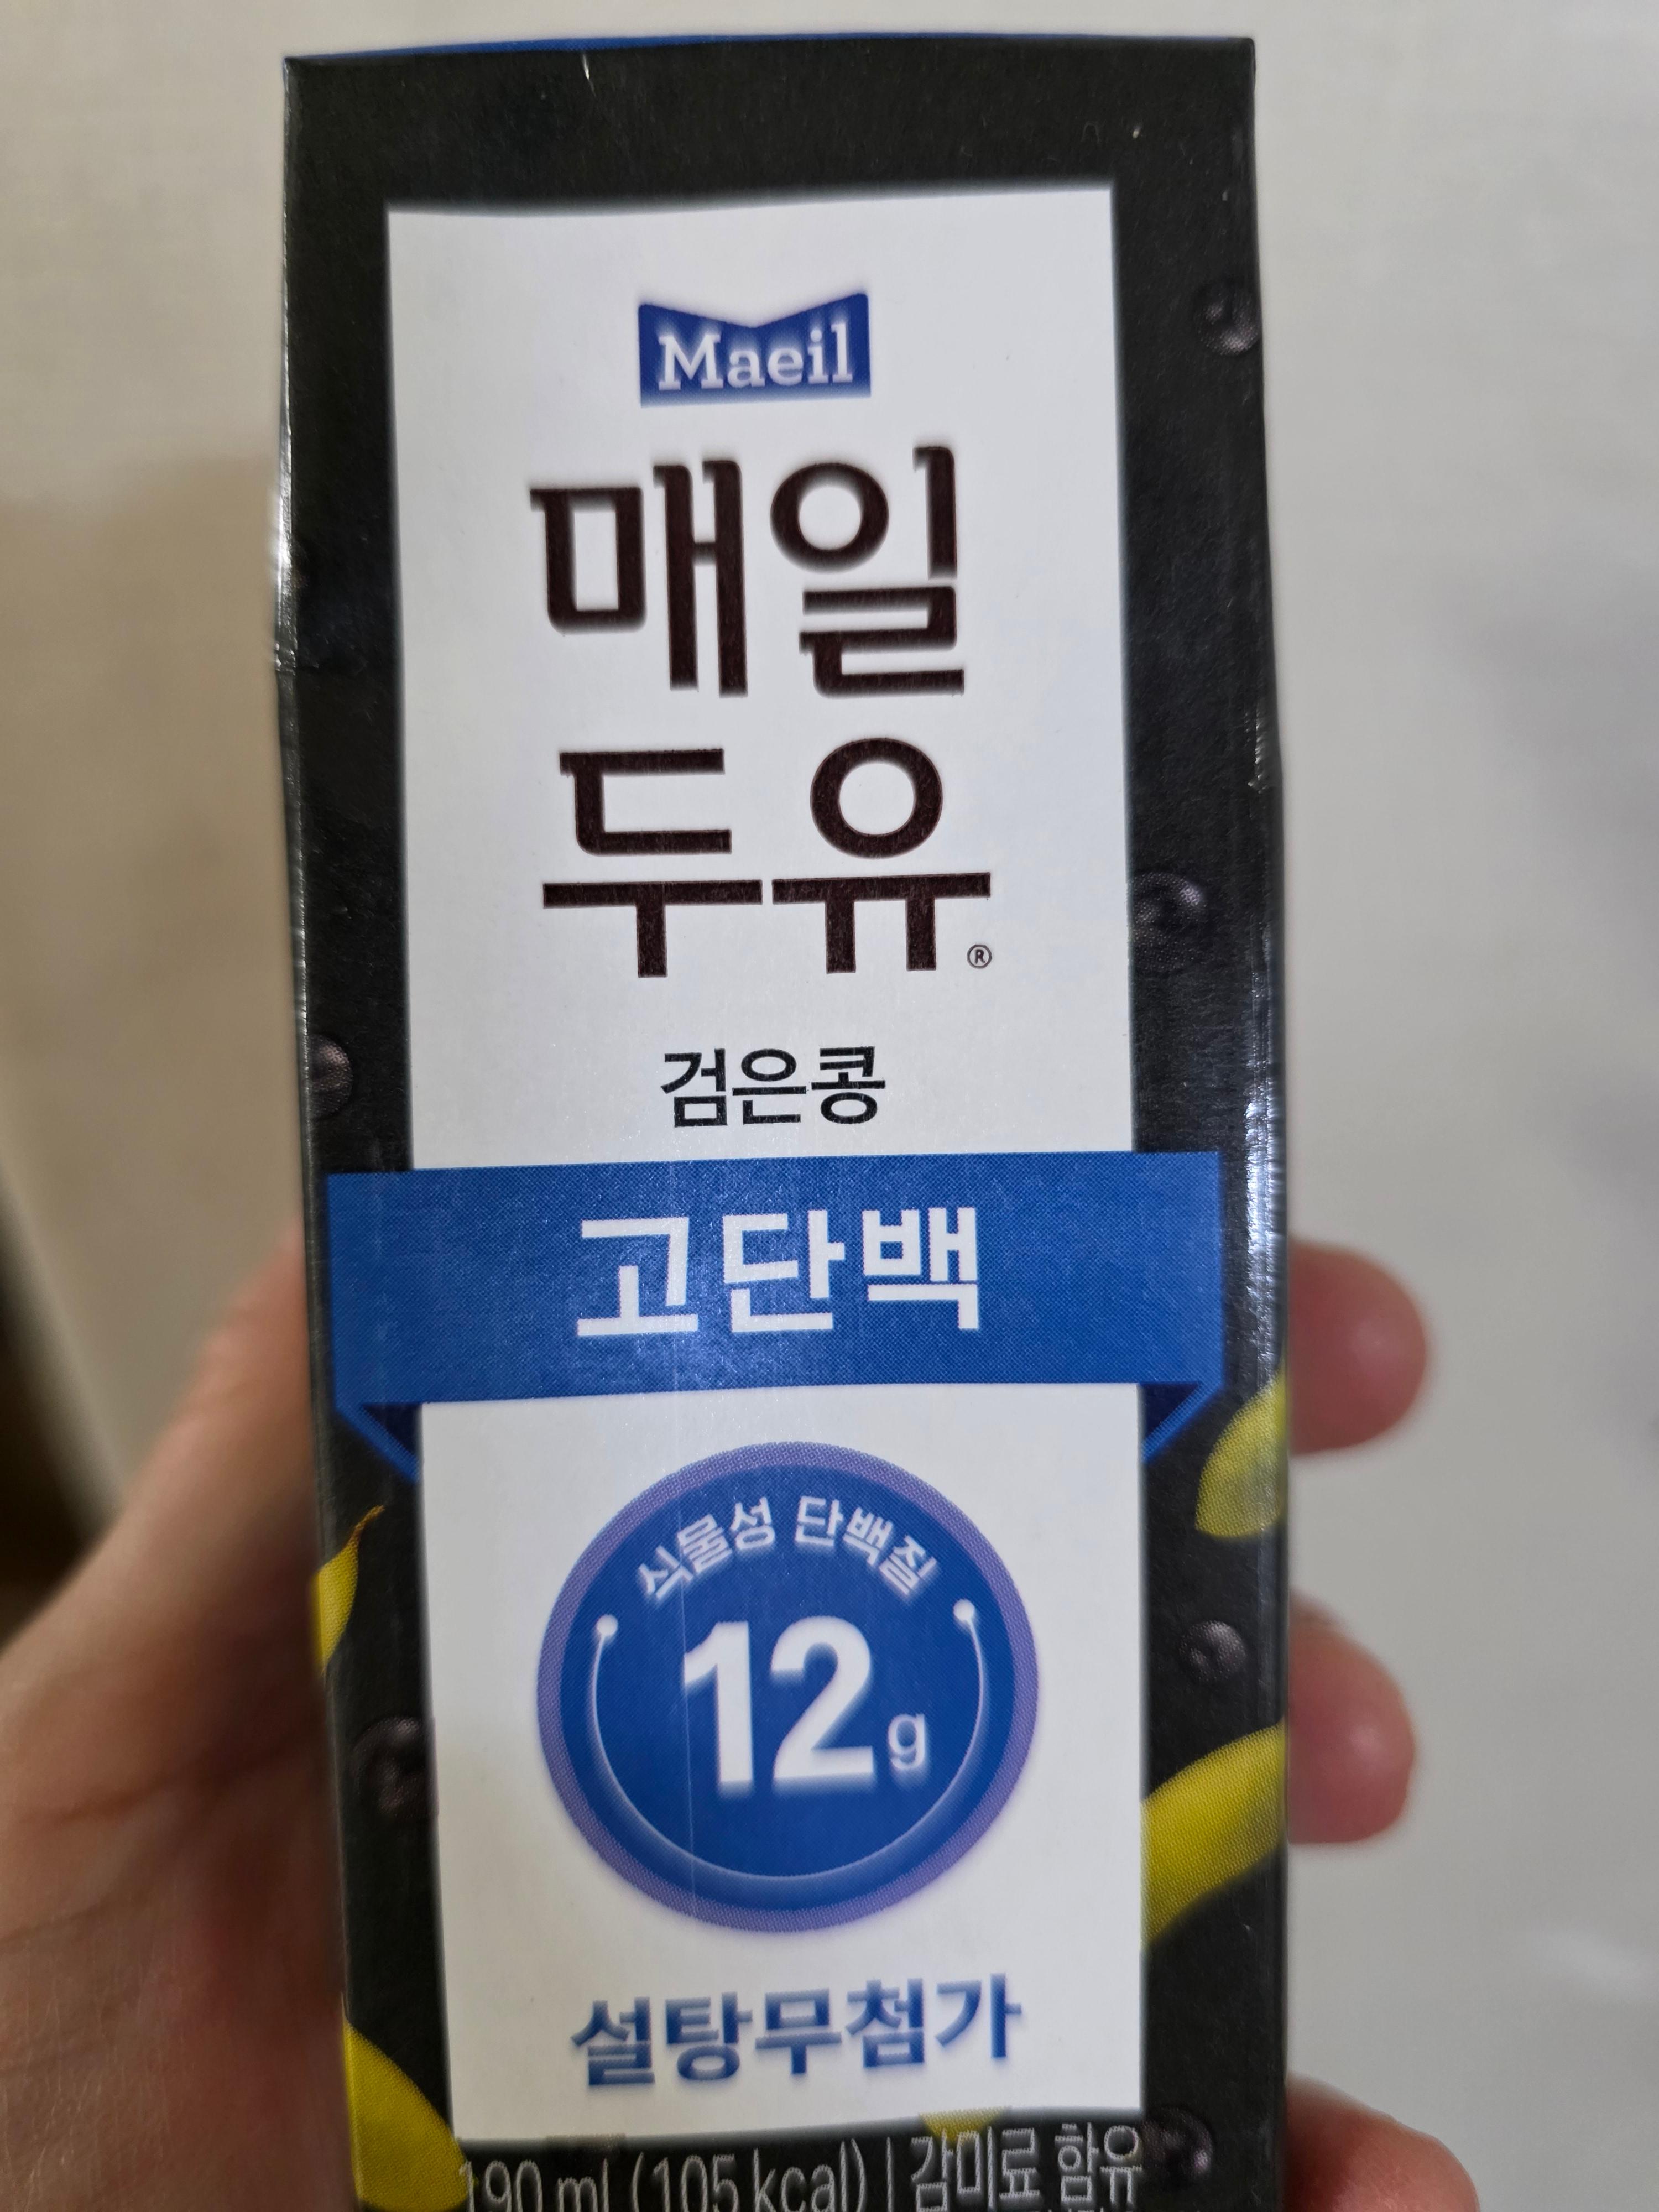 Maeil
매일
두유®
검은콩
고단백
식물성 단백질
12g
설탕무첨가
190 ml (105 kcal) | 감미료 함유